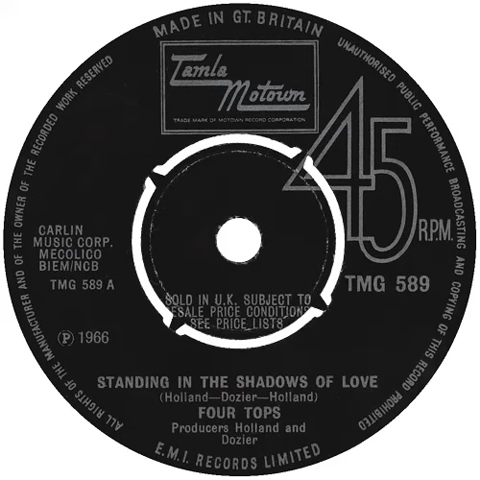 MADE IN GT. BRITAIN
UNAUTHORISED PUBLIC PERFORMANCE BROADCASTING AND COPYING OF THIS RECORD PROHIBITED
ALL RIGHTS OF THE MANUFACTURER AND OF THE OWNER OF THE RECORDED WORK RESERVED
Tamla
Motown
TRADE MARK OF MOTOWN RECORD CORPORATION
45
R.P.M.
CARLIN
MUSIC CORP.
MECOLICO
BIEM/NCB
TMG 589 A
TMG 589
SOLD IN U.K. SUBJECT TO
RESALE PRICE CONDITIONS
SEE PRICE LISTS
Ⓟ 1966
STANDING IN THE SHADOWS OF LOVE
(Holland—Dozier—Holland)
FOUR TOPS
Producers Holland and
Dozier
E.M.I. RECORDS LIMITED